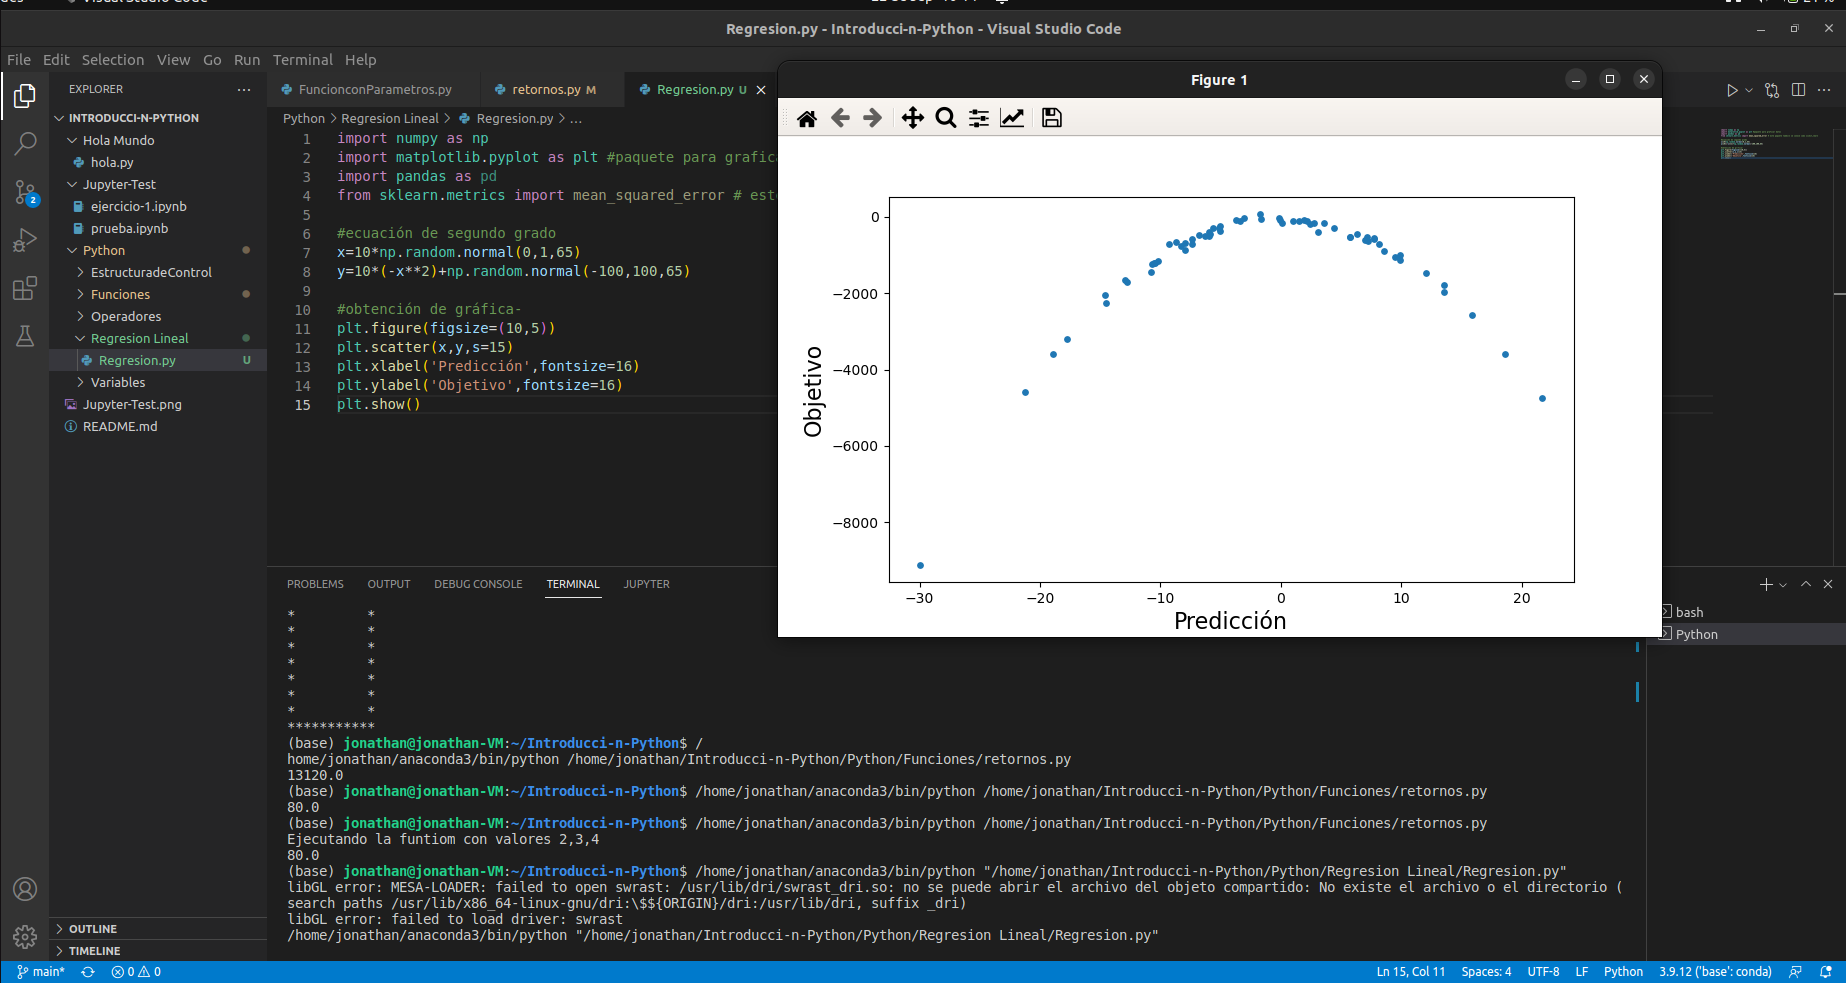 Regresion.py - Introducci-n-Python - Visual Studio Code
File Edit Selection View Go Run Terminal Help
EXPLORER
INTRODUCCI-N-PYTHON
Hola Mundo
hola.py
Jupyter-Test
ejercicio-1.ipynb
prueba.ipynb
Python
EstructuradeControl
Funciones
Operadores
Regresion Lineal
Regresion.py U
Variables
Jupyter-Test.png
README.md
OUTLINE
TIMELINE
FuncionconParametros.py retornos.py M Regresion.py U
Python > Regresion Lineal > Regresion.py > ...
1 import numpy as np
2 import matplotlib.pyplot as plt #paquete para grafica
3 import pandas as pd
4 from sklearn.metrics import mean_squared_error # est
5
6 #ecuación de segundo grado
7 x=10*np.random.normal(0,1,65)
8 y=10*(-x**2)+np.random.normal(-100,100,65)
9
10 #obtención de gráfica-
11 plt.figure(figsize=(10,5))
12 plt.scatter(x,y,s=15)
13 plt.xlabel('Predicción',fontsize=16)
14 plt.ylabel('Objetivo',fontsize=16)
15 plt.show()
Figure 1
0
−2000
−4000
−6000
−8000
Objetivo
−30 −20 −10 0 10 20
Predicción
PROBLEMS OUTPUT DEBUG CONSOLE TERMINAL JUPYTER
* *
* *
* *
* *
* *
* *
* *
***********
(base) jonathan@jonathan-VM:~/Introducci-n-Python$ /
home/jonathan/anaconda3/bin/python /home/jonathan/Introducci-n-Python/Python/Funciones/retornos.py
13120.0
(base) jonathan@jonathan-VM:~/Introducci-n-Python$ /home/jonathan/anaconda3/bin/python /home/jonathan/Introducci-n-Python/Python/Funciones/retornos.py
80.0
(base) jonathan@jonathan-VM:~/Introducci-n-Python$ /home/jonathan/anaconda3/bin/python /home/jonathan/Introducci-n-Python/Python/Funciones/retornos.py
Ejecutando la funtiom con valores 2,3,4
80.0
(base) jonathan@jonathan-VM:~/Introducci-n-Python$ /home/jonathan/anaconda3/bin/python "/home/jonathan/Introducci-n-Python/Python/Regresion Lineal/Regresion.py"
libGL error: MESA-LOADER: failed to open swrast: /usr/lib/dri/swrast_dri.so: no se puede abrir el archivo del objeto compartido: No existe el archivo o el directorio (
search paths /usr/lib/x86_64-linux-gnu/dri:\$${ORIGIN}/dri:/usr/lib/dri, suffix _dri)
libGL error: failed to load driver: swrast
/home/jonathan/anaconda3/bin/python "/home/jonathan/Introducci-n-Python/Python/Regresion Lineal/Regresion.py"
bash
Python
2
main* 0 0 Ln 15, Col 11 Spaces: 4 UTF-8 LF Python 3.9.12 ('base': conda)